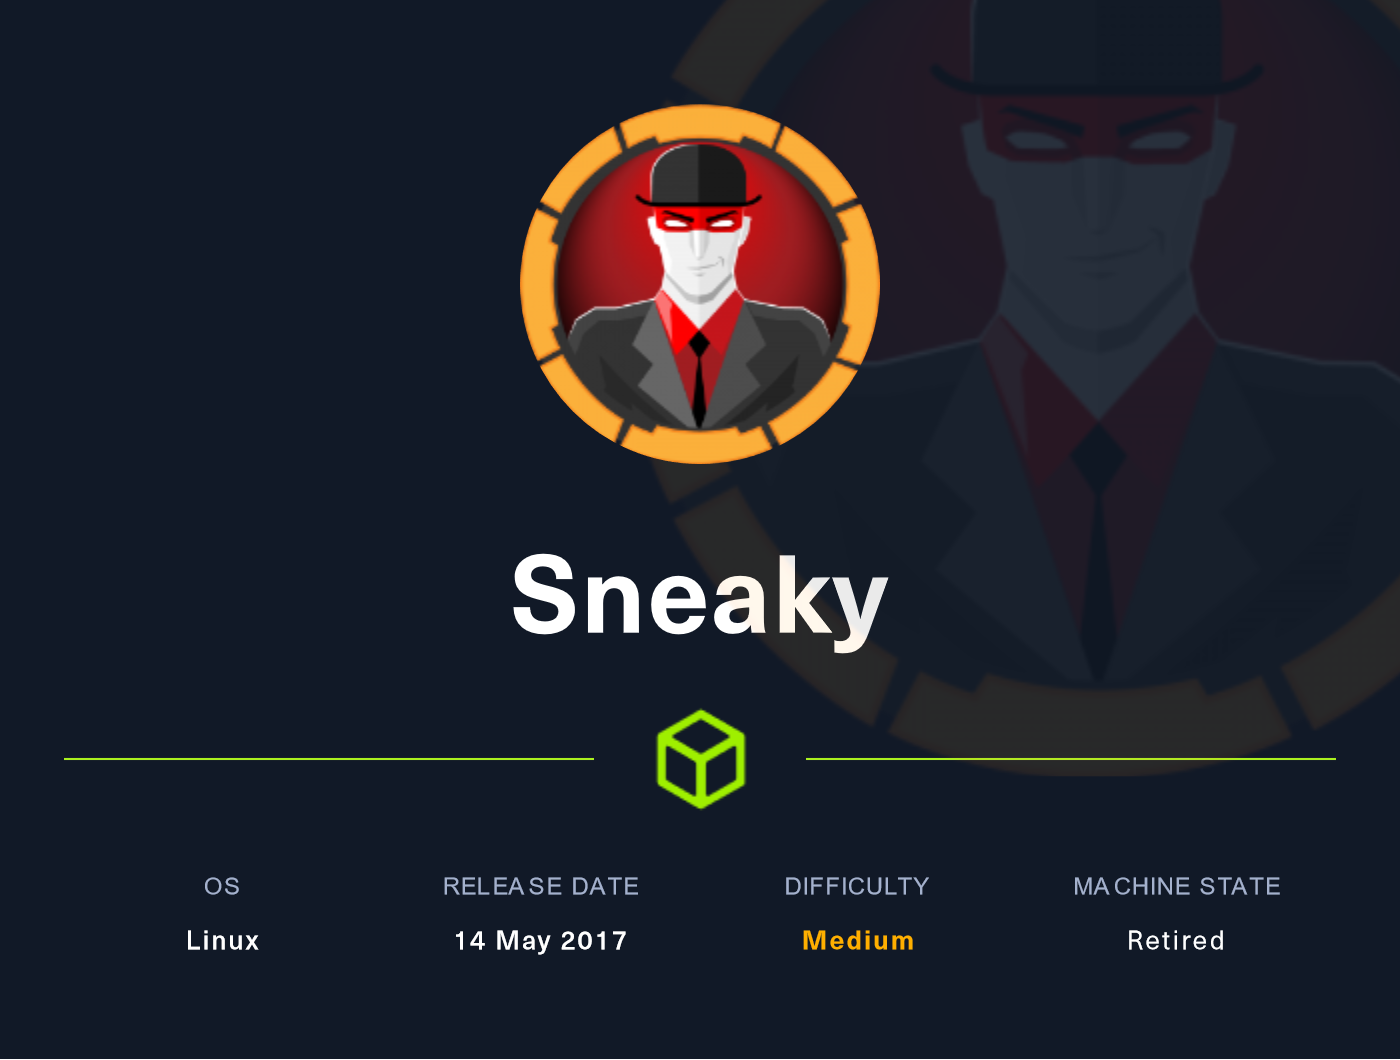 Sneaky
OS
RELEASE DATE
DIFFICULTY
MACHINE STATE
Linux
14 May 2017
Medium
Retired